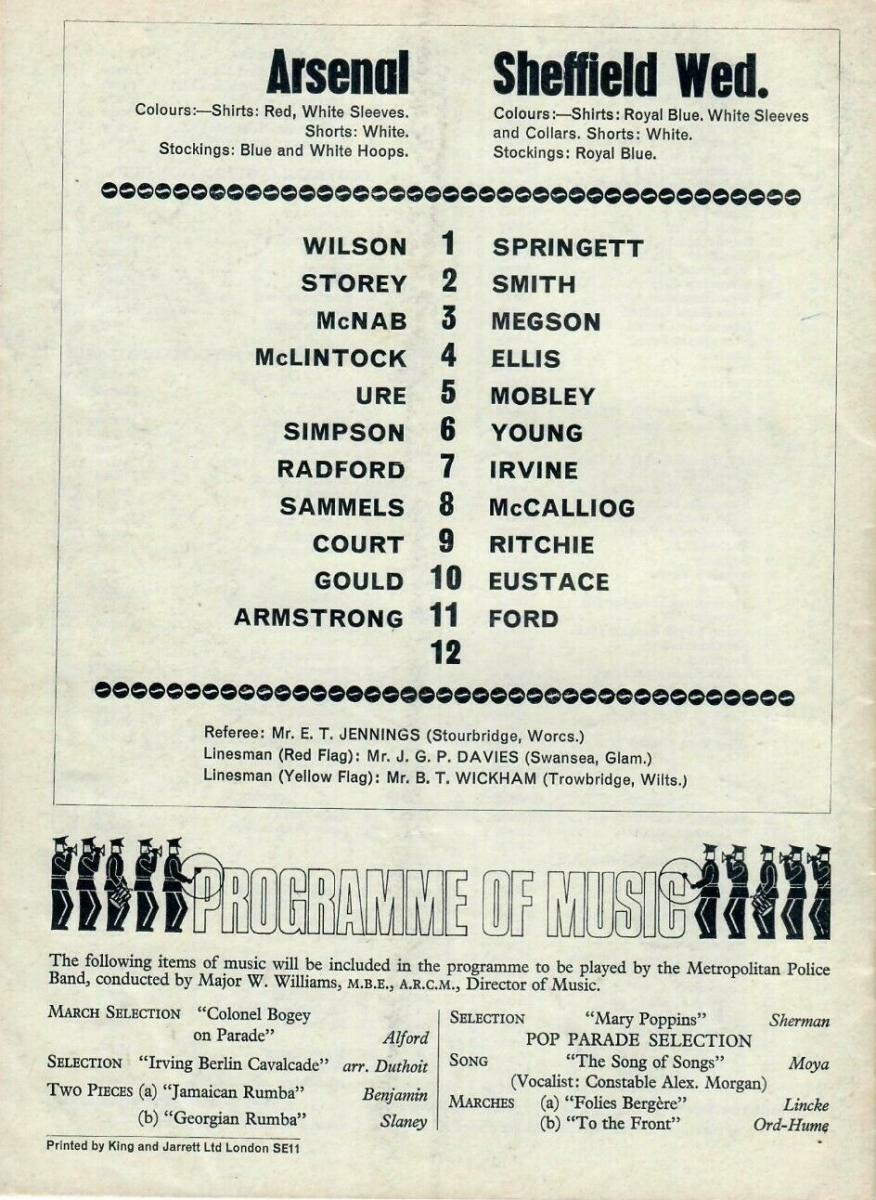 Arsenal
Colours:—Shirts: Red, White Sleeves.
Shorts: White.
Stockings: Blue and White Hoops.
Sheffield Wed.
Colours:—Shirts: Royal Blue. White Sleeves
and Collars. Shorts: White.
Stockings: Royal Blue.
WILSON 1 SPRINGETT
STOREY 2 SMITH
McNAB 3 MEGSON
McLINTOCK 4 ELLIS
URE 5 MOBLEY
SIMPSON 6 YOUNG
RADFORD 7 IRVINE
SAMMELS 8 McCALLIOG
COURT 9 RITCHIE
GOULD 10 EUSTACE
ARMSTRONG 11 FORD
12
Referee: Mr. E. T. JENNINGS (Stourbridge, Worcs.)
Linesman (Red Flag): Mr. J. G. P. DAVIES (Swansea, Glam.)
Linesman (Yellow Flag): Mr. B. T. WICKHAM (Trowbridge, Wilts.)
PROGRAMME OF MUSIC
The following items of music will be included in the programme to be played by the Metropolitan Police
Band, conducted by Major W. Williams, M.B.E., A.R.C.M., Director of Music.
MARCH SELECTION "Colonel Bogey
on Parade" Alford
SELECTION "Irving Berlin Cavalcade" arr. Duthoit
TWO PIECES (a) "Jamaican Rumba" Benjamin
(b) "Georgian Rumba" Slaney
SELECTION "Mary Poppins" Sherman
POP PARADE SELECTION
SONG "The Song of Songs" Moya
(Vocalist: Constable Alex. Morgan)
MARCHES (a) "Folies Bergère" Lincke
(b) "To the Front" Ord-Hume
Printed by King and Jarrett Ltd London SE11